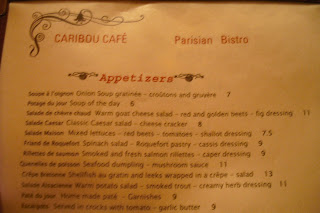 CARIBOU CAFÉ Parisian Bistro
Appetizers
Soupe à l'oignon Onion Soup gratinée - croûtons and gruyère 7
Potage du jour Soup of the day 6
Salade de chèvre chaud Warm goat cheese salad - red and golden beets - fig dressing 11
Salade Caesar Classic Caesar salad - cheese cracker 8
Salade Maison Mixed lettuces - red beets - tomatoes - shallot dressing 7.5
Friand de Roquefort Spinach salad - Roquefort pastry - cassis dressing 9
Rillettes de saumon Smoked and fresh salmon rillettes - caper dressing 9
Quenelles de poisson Seafood dumpling - mushroom sauce 11
Crêpe Bretonne Shellfish au gratin and leeks wrapped in a crêpe - salad 13
Salade Alsacienne Warm potato salad - smoked trout - creamy herb dressing 11
Pâté du jour Home made paté - Garnishes 9
Escargots Served in crocks with tomato - garlic butter 9